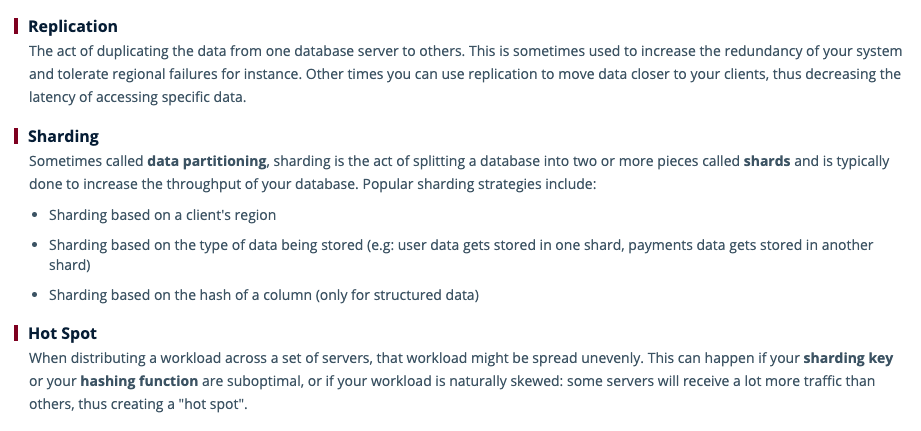 Replication
The act of duplicating the data from one database server to others. This is sometimes used to increase the redundancy of your system
and tolerate regional failures for instance. Other times you can use replication to move data closer to your clients, thus decreasing the
latency of accessing specific data.
Sharding
Sometimes called data partitioning, sharding is the act of splitting a database into two or more pieces called shards and is typically
done to increase the throughput of your database. Popular sharding strategies include:
• Sharding based on a client's region
• Sharding based on the type of data being stored (e.g: user data gets stored in one shard, payments data gets stored in another
shard)
• Sharding based on the hash of a column (only for structured data)
Hot Spot
When distributing a workload across a set of servers, that workload might be spread unevenly. This can happen if your sharding key
or your hashing function are suboptimal, or if your workload is naturally skewed: some servers will receive a lot more traffic than
others, thus creating a "hot spot".